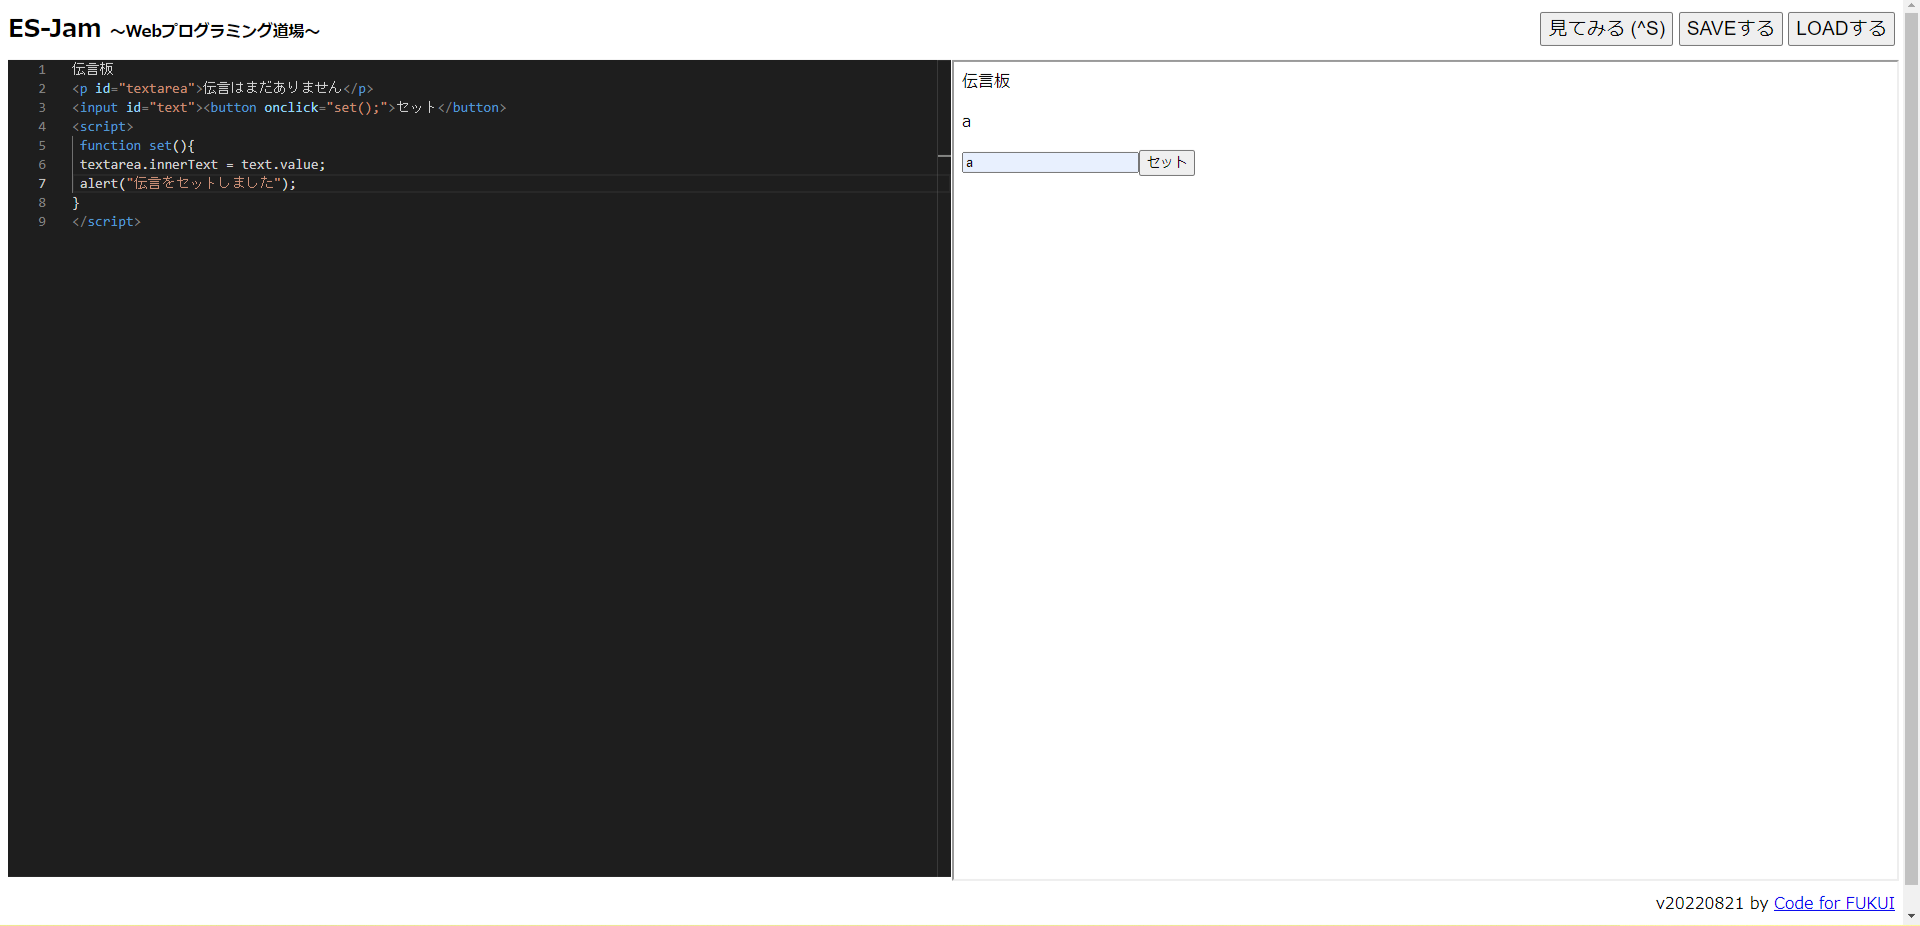 ES-Jam ～Webプログラミング道場～
見てみる (^S) SAVEする LOADする
1 伝言板
2 <p id="textarea">伝言はまだありません</p>
3 <input id="text"><button onclick="set();">セット</button>
4 <script>
5 function set(){
6 textarea.innerText = text.value;
7 alert("伝言をセットしました");
8 }
9 </script>
伝言板
a
a セット
v20220821 by Code for FUKUI